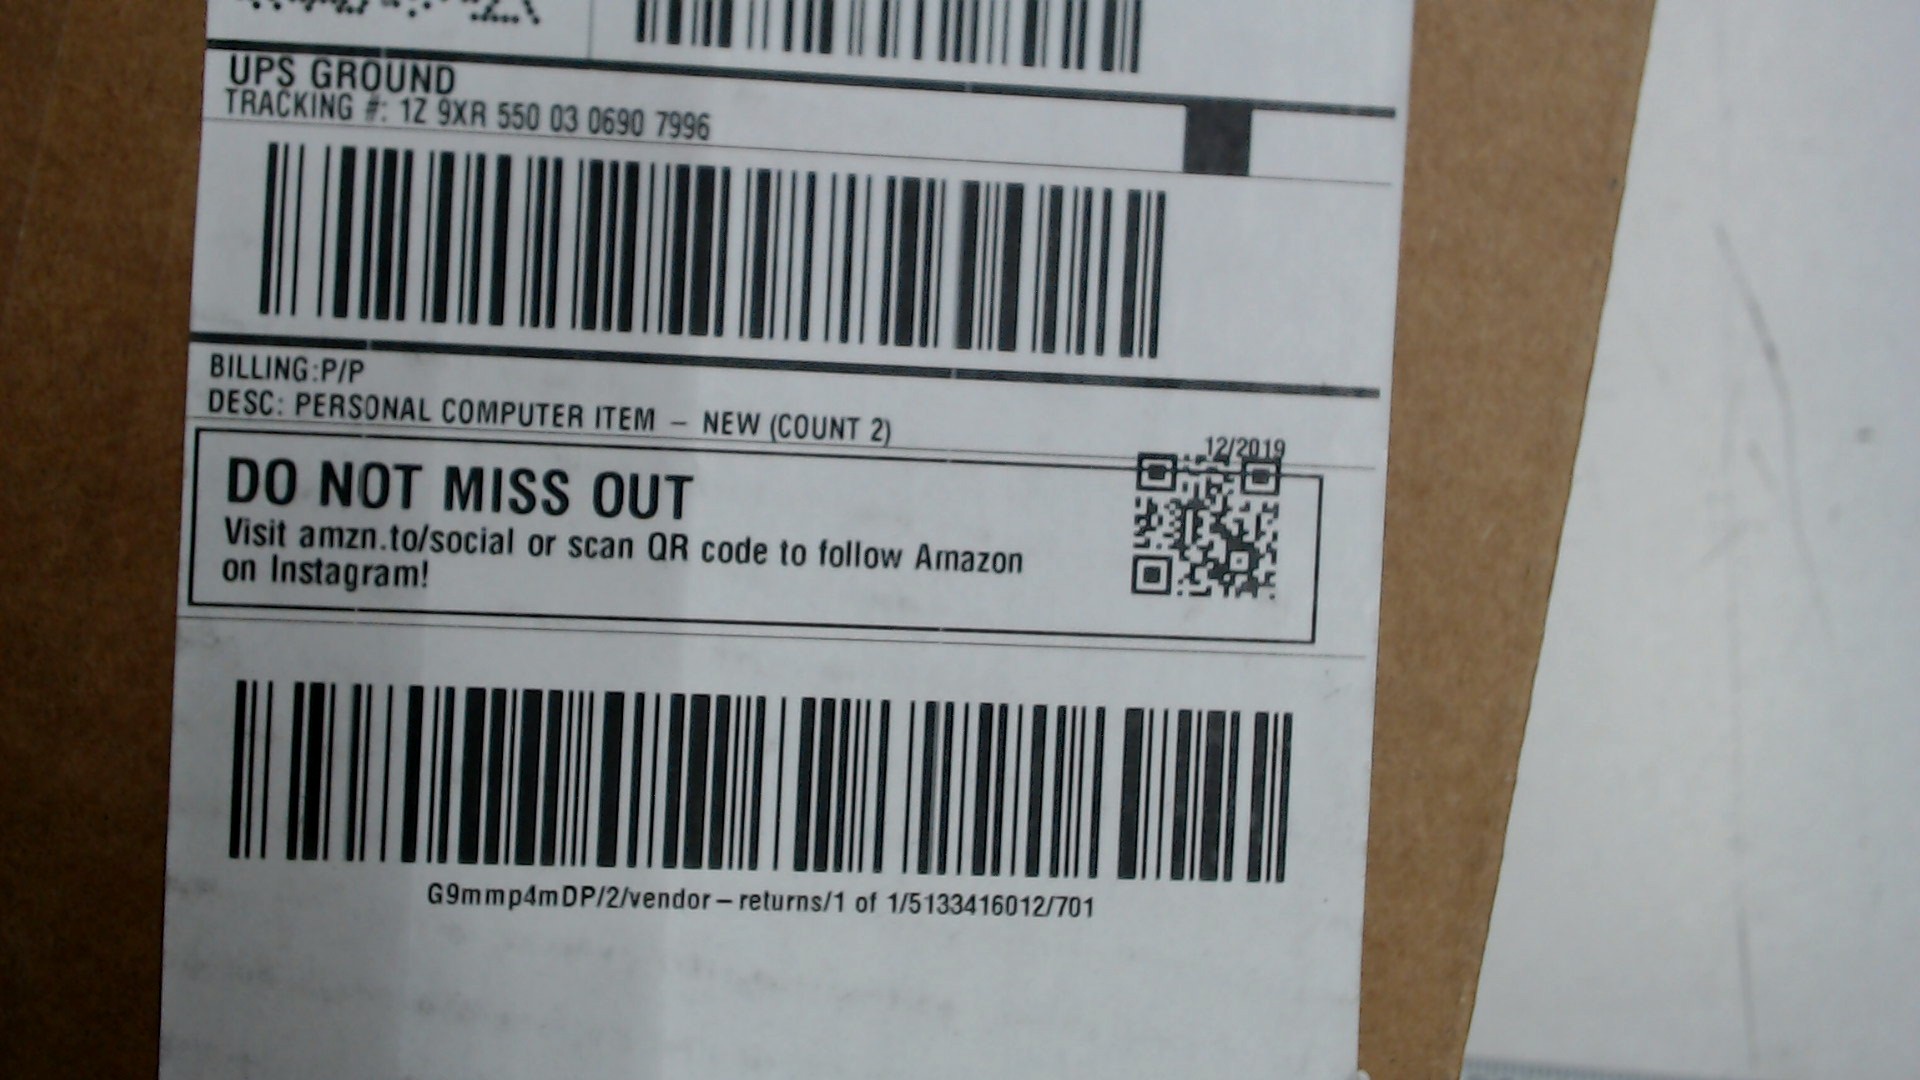 UPS GROUND
TRACKING #: 1Z 9XR 550 03 0690 7996
BILLING:P/P
DESC: PERSONAL COMPUTER ITEM – NEW (COUNT 2)
12/2019
DO NOT MISS OUT
Visit amzn.to/social or scan QR code to follow Amazon
on Instagram!
G9mmp4mDP/2/vendor–returns/1 of 1/5133416012/701